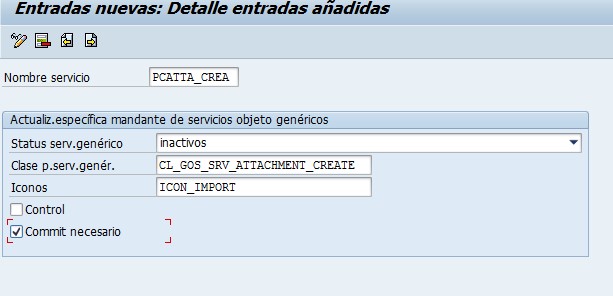 Entradas nuevas: Detalle entradas añadidas
Nombre servicio PCATTA_CREA
Actualiz.específica mandante de servicios objeto genéricos
Status serv.genérico inactivos
Clase p.serv.genér. CL_GOS_SRV_ATTACHMENT_CREATE
Iconos ICON_IMPORT
Control
Commit necesario